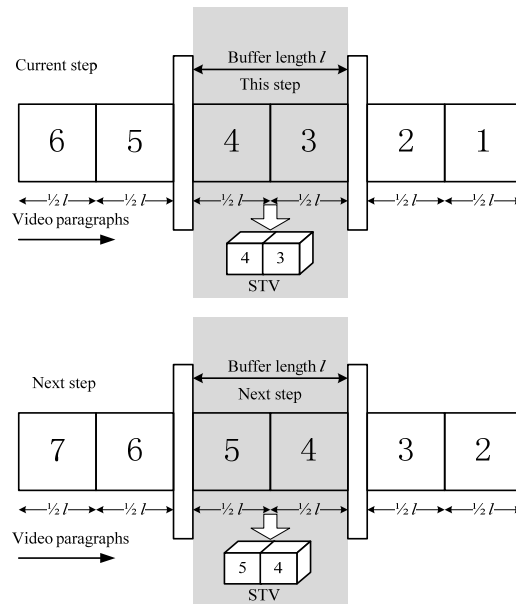 Current step
Buffer length l
This step
6 5 4 3 2 1
½ l ½ l ½ l ½ l ½ l ½ l
Video paragraphs
4 3
STV
Next step
Buffer length l
Next step
7 6 5 4 3 2
½ l ½ l ½ l ½ l ½ l ½ l
Video paragraphs
5 4
STV